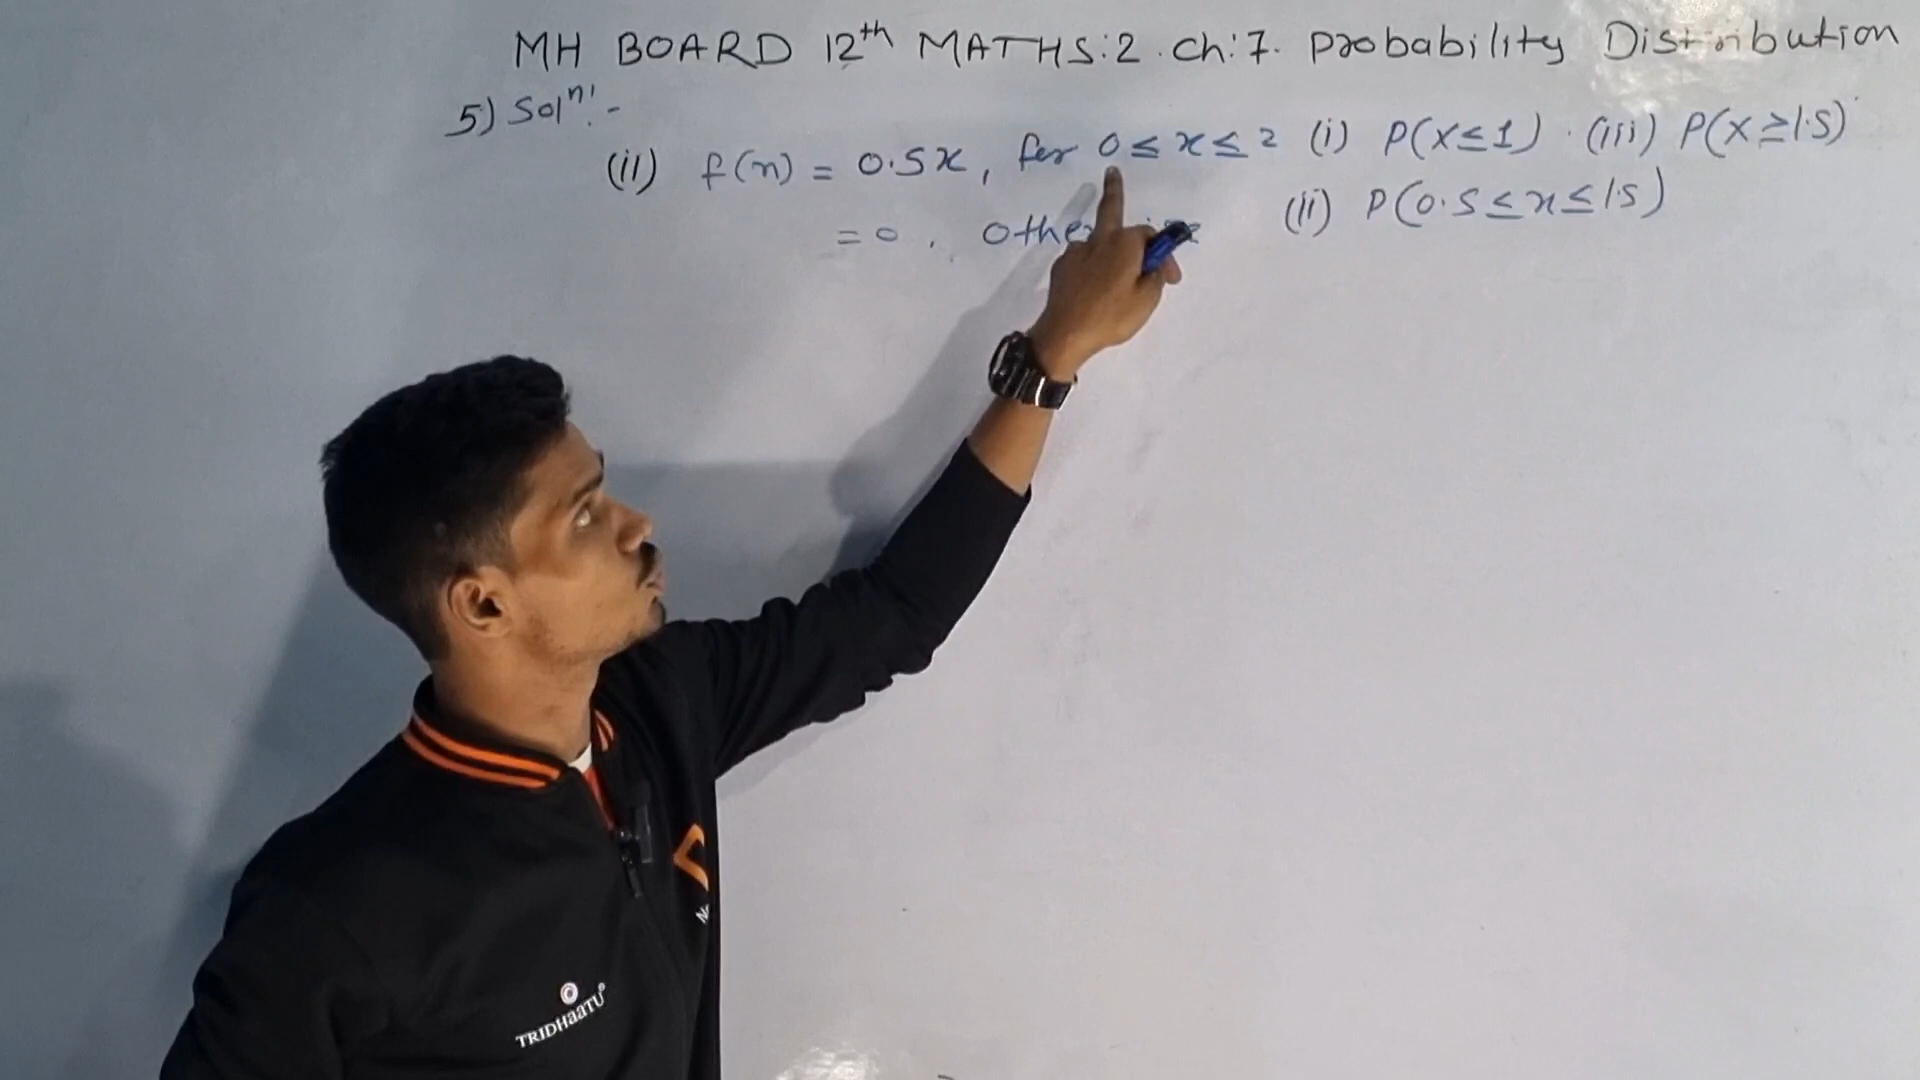 MH BOARD 12th MATHS:2. Ch:7. Probability Distribution
5) Soln:-
(ii) f(n) = 0.5x, for 0 ≤ x ≤ 2 (i) P(X ≤ 1). (iii) P(X ≥ 1.5)
= 0, (ii) P(0.5 ≤ x ≤ 1.5)
TRIDHaaTU